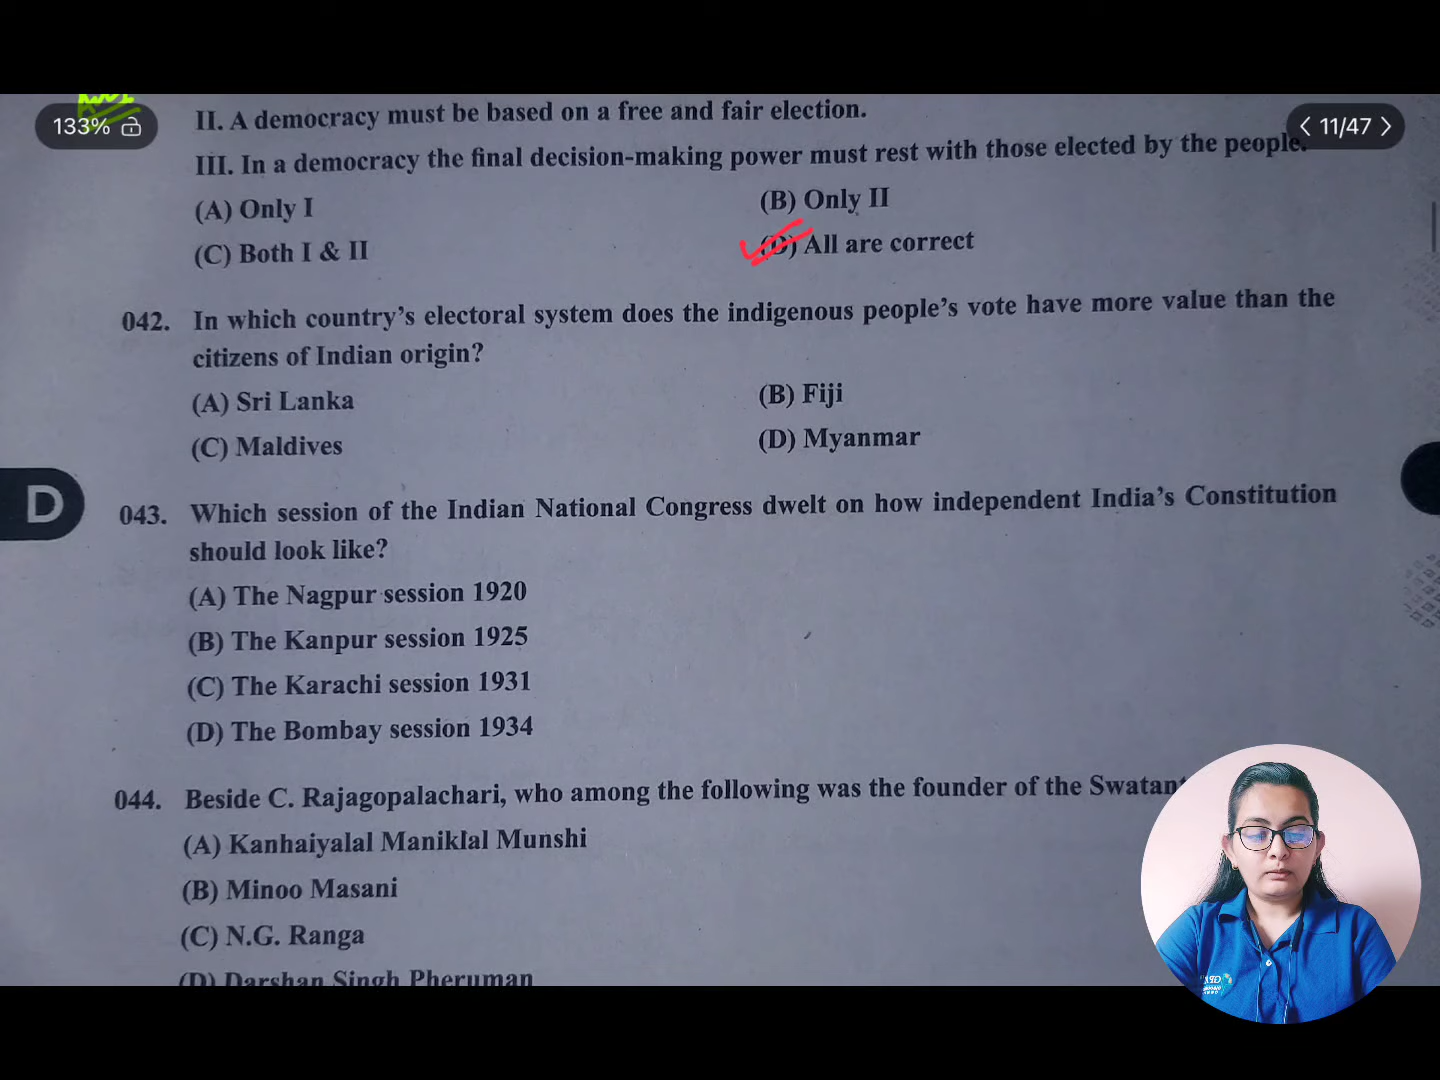 133%
11/47
II. A democracy must be based on a free and fair election.
III. In a democracy the final decision-making power must rest with those elected by the people.
(A) Only I
(B) Only II
(C) Both I & II
(D) All are correct
042. In which country's electoral system does the indigenous people's vote have more value than the
citizens of Indian origin?
(A) Sri Lanka
(B) Fiji
(C) Maldives
(D) Myanmar
D
043. Which session of the Indian National Congress dwelt on how independent India's Constitution
should look like?
(A) The Nagpur session 1920
(B) The Kanpur session 1925
(C) The Karachi session 1931
(D) The Bombay session 1934
044. Beside C. Rajagopalachari, who among the following was the founder of the Swatan
(A) Kanhaiyalal Maniklal Munshi
(B) Minoo Masani
(C) N.G. Ranga
(D) Darshan Singh Pheruman